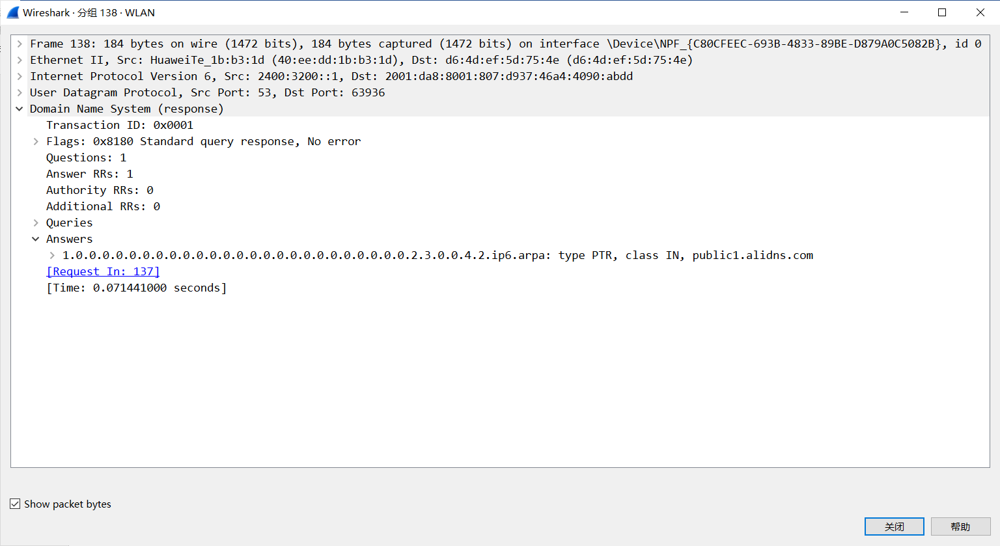 Wireshark · 分组 138 · WLAN
Frame 138: 184 bytes on wire (1472 bits), 184 bytes captured (1472 bits) on interface \Device\NPF_{C80CFEEC-693B-4833-89BE-D879A0C5082B}, id 0
Ethernet II, Src: HuaweiTe_1b:b3:1d (40:ee:dd:1b:b3:1d), Dst: d6:4d:ef:5d:75:4e (d6:4d:ef:5d:75:4e)
Internet Protocol Version 6, Src: 2400:3200::1, Dst: 2001:da8:8001:807:d937:46a4:4090:abdd
User Datagram Protocol, Src Port: 53, Dst Port: 63936
Domain Name System (response)
Transaction ID: 0x0001
Flags: 0x8180 Standard query response, No error
Questions: 1
Answer RRs: 1
Authority RRs: 0
Additional RRs: 0
Queries
Answers
1.0.0.0.0.0.0.0.0.0.0.0.0.0.0.0.0.0.0.0.0.0.0.0.0.0.2.3.0.0.4.2.ip6.arpa: type PTR, class IN, public1.alidns.com
[Request In: 137]
[Time: 0.071441000 seconds]
Show packet bytes
关闭
帮助